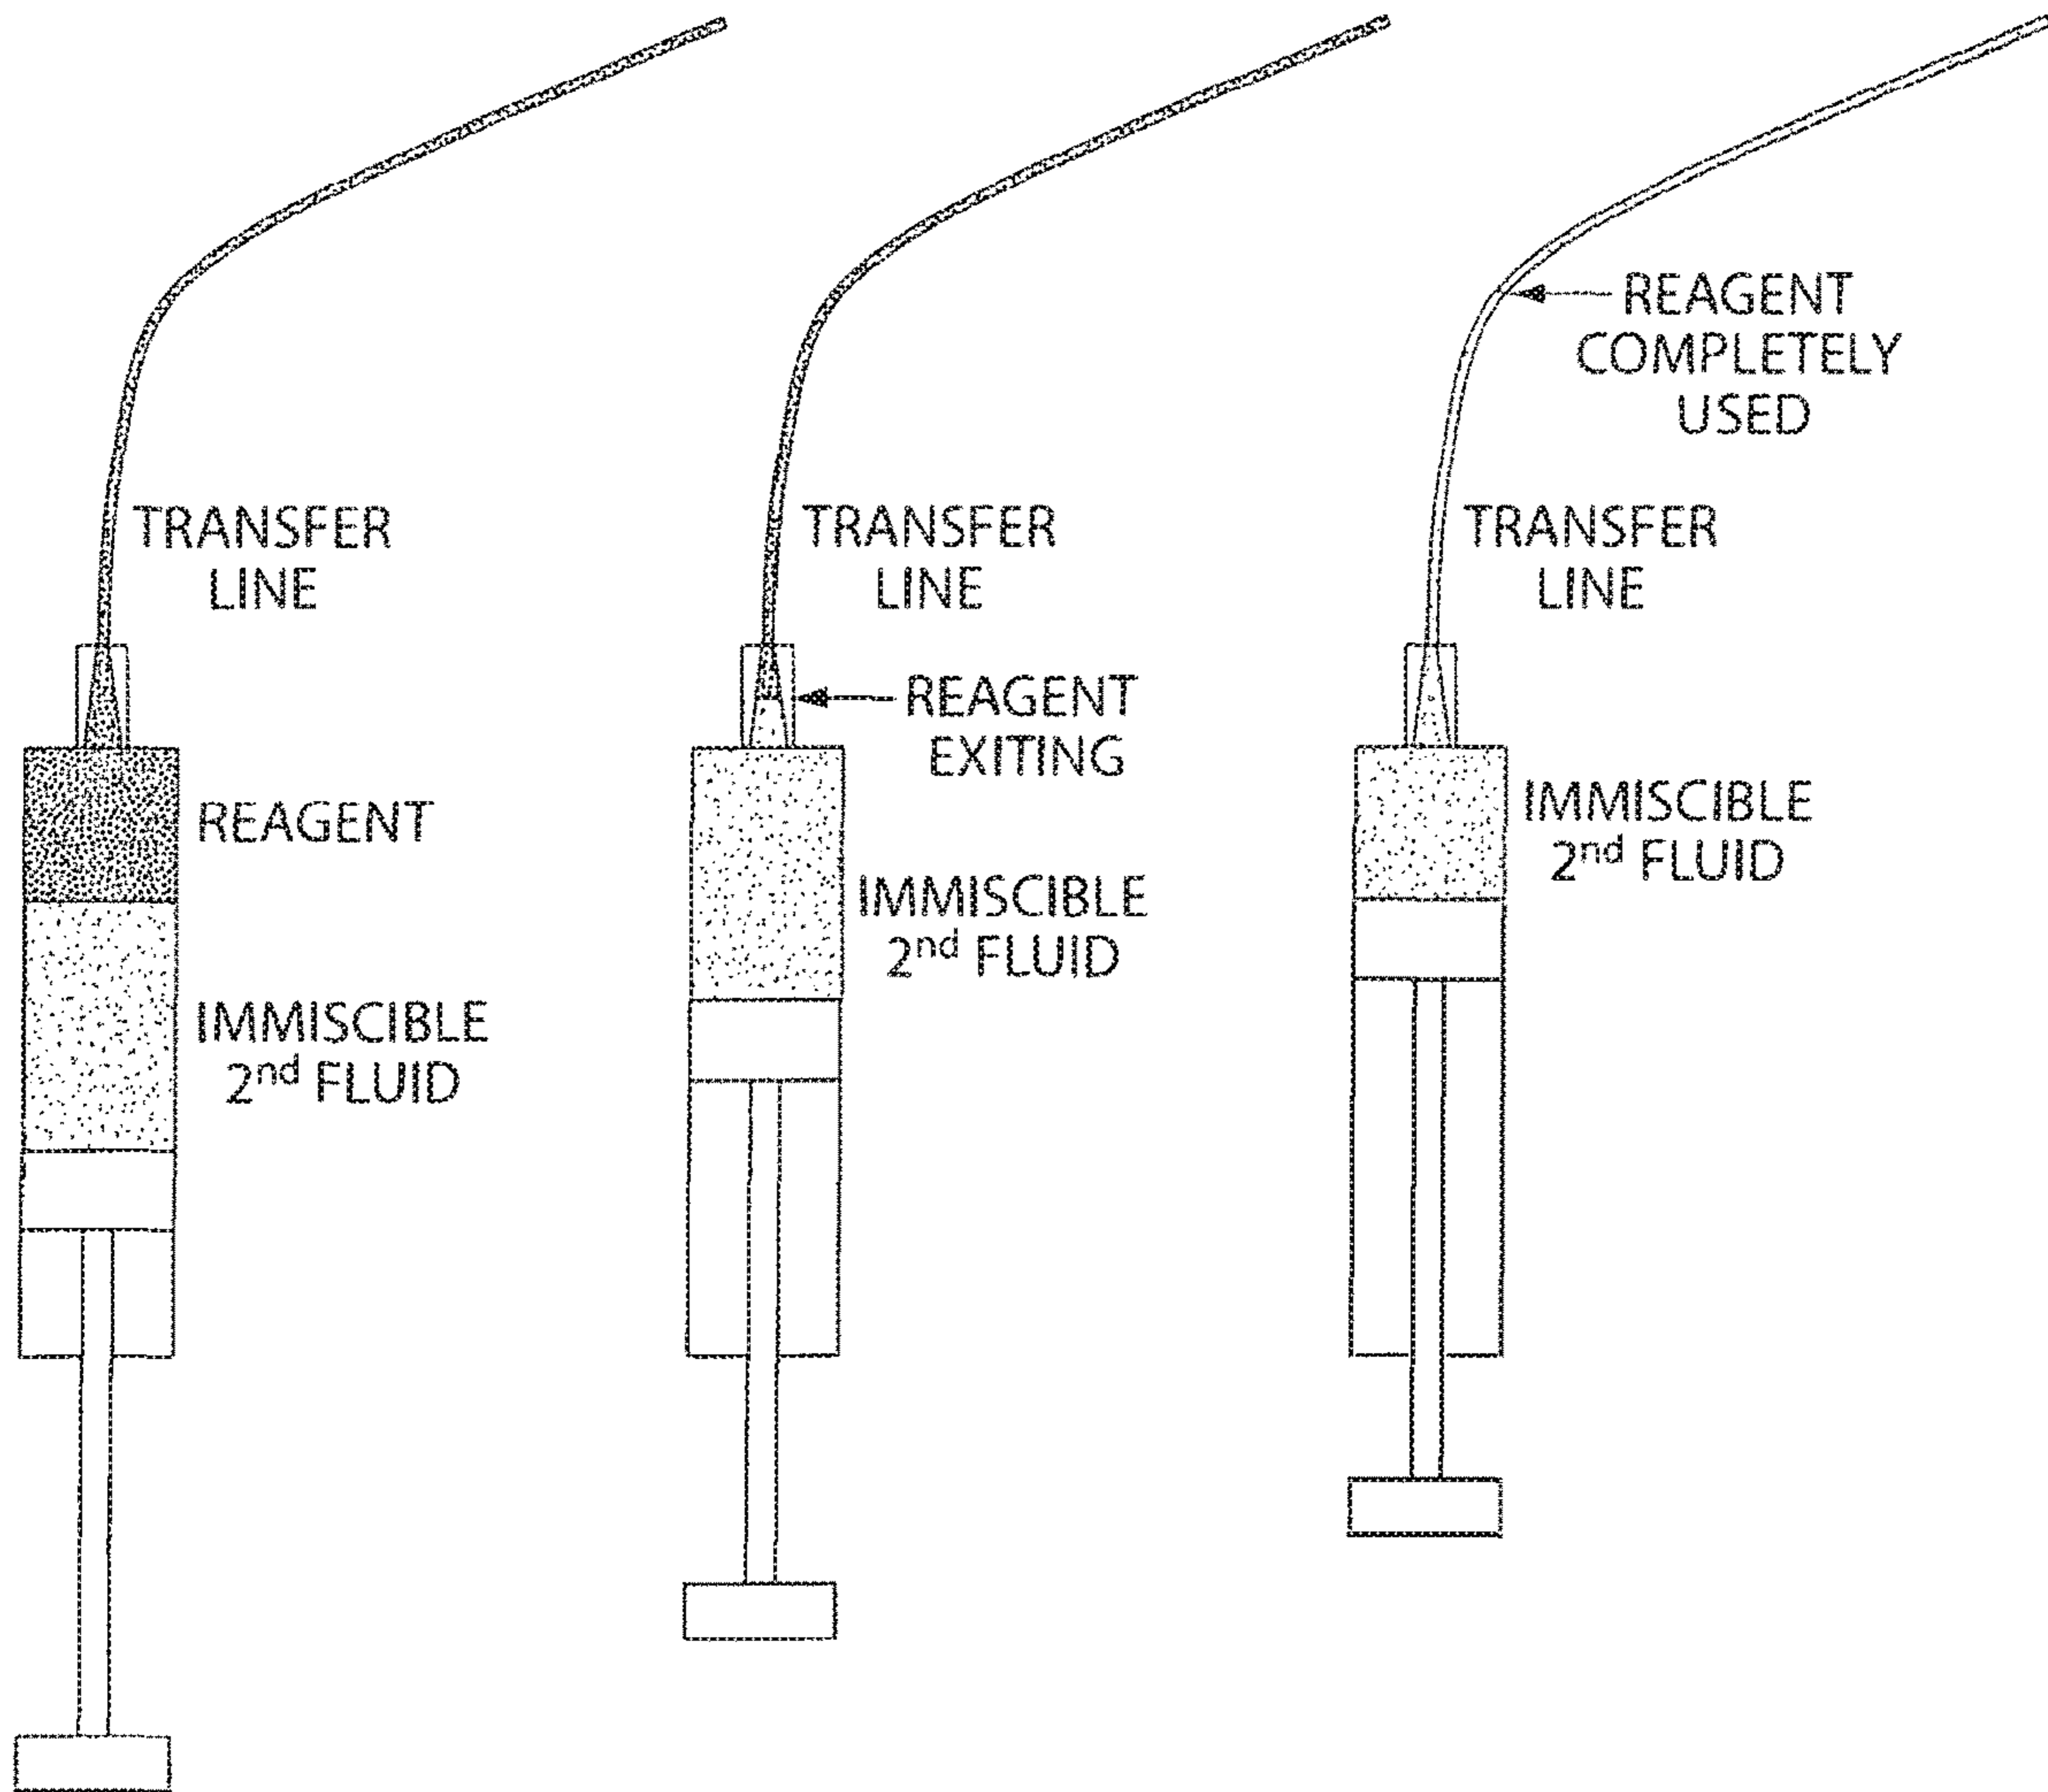 TRANSFER
LINE
REAGENT
IMMISCIBLE
2nd FLUID
TRANSFER
LINE
REAGENT
EXITING
IMMISCIBLE
2nd FLUID
REAGENT
COMPLETELY
USED
TRANSFER
LINE
IMMISCIBLE
2nd FLUID